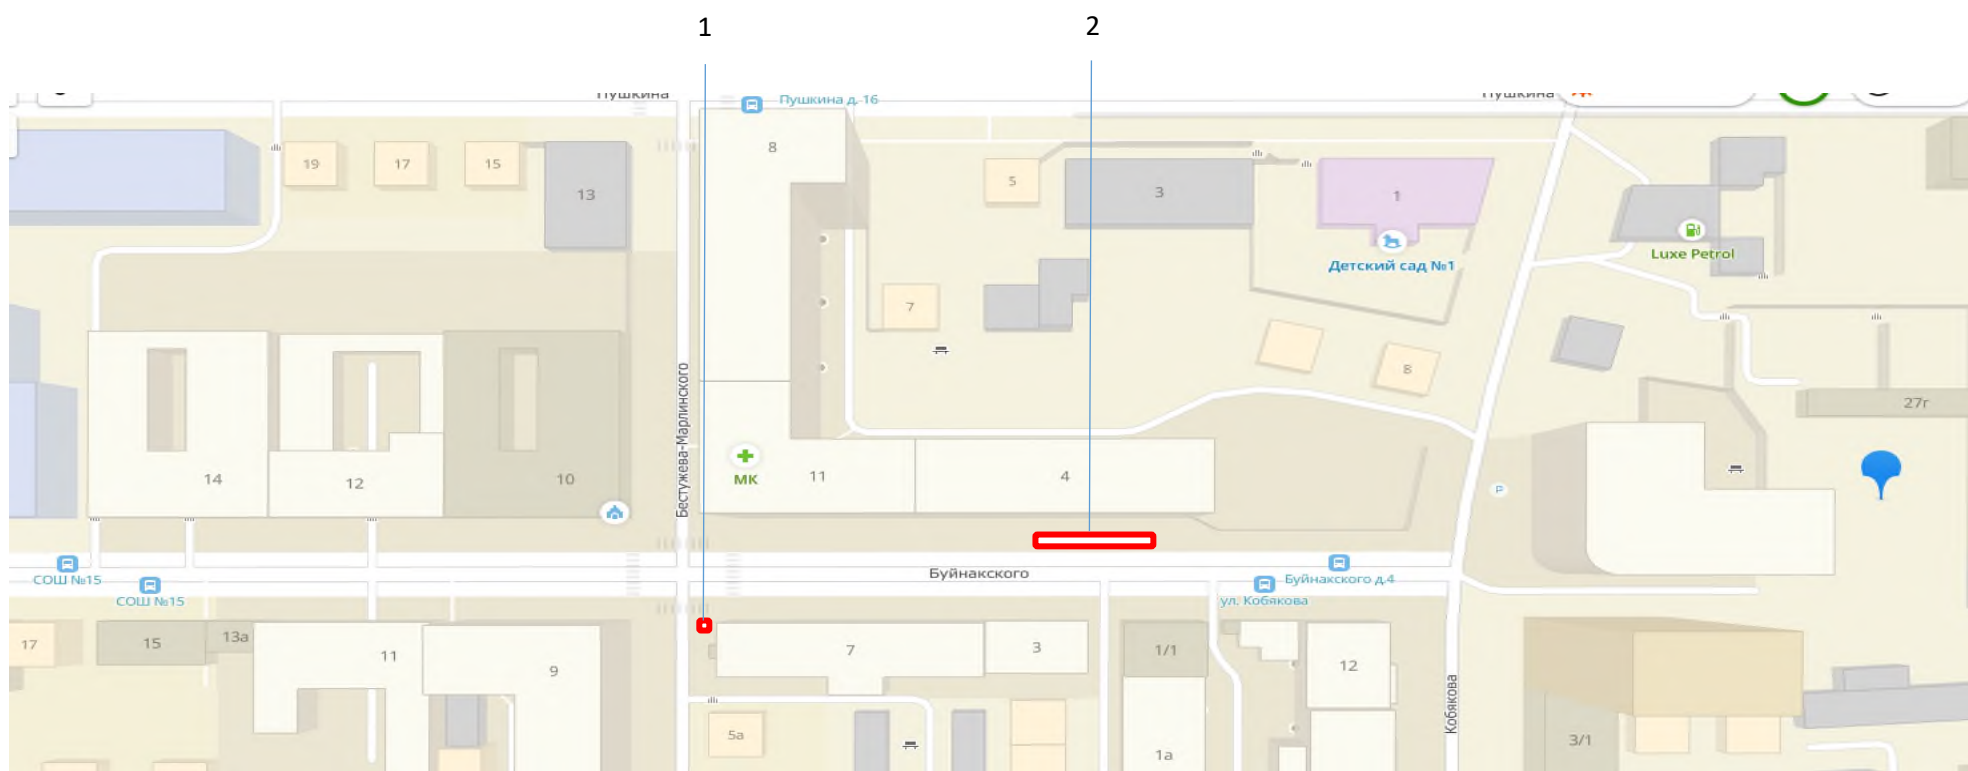 1
2
Пушкина
Пушкина д. 16
Пушкина
8
19
17
15
13
5
3
1
Детский сад №1
Luxe Petrol
7
8
27г
Бестужева-Марлинского
14
12
10
МК
11
4
P
СОШ №15
СОШ №15
Буйнакского
Буйнакского д.4
ул. Кобякова
17
15
13а
11
9
7
3
1/1
12
Кобякова
5а
1а
3/1